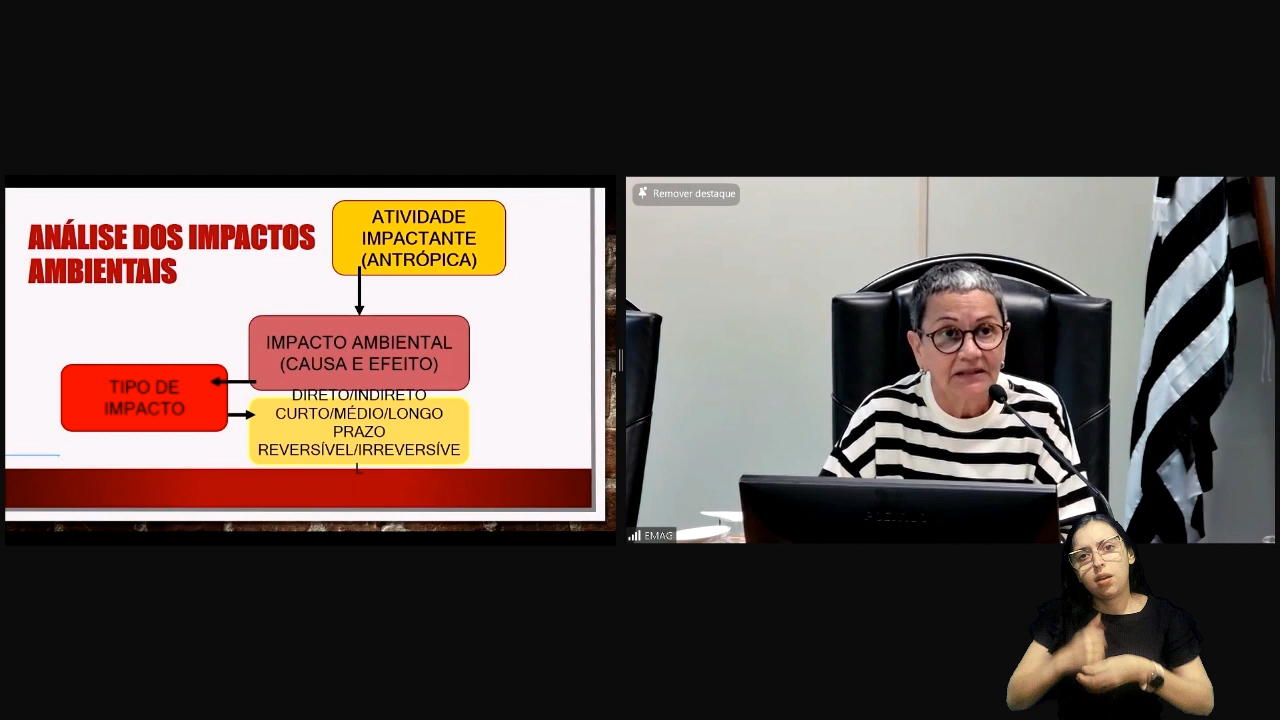 ANÁLISE DOS IMPACTOS
AMBIENTAIS
ATIVIDADE
IMPACTANTE
(ANTRÓPICA)
IMPACTO AMBIENTAL
(CAUSA E EFEITO)
TIPO DE
IMPACTO
DIRETO/INDIRETO
CURTO/MÉDIO/LONGO
PRAZO
REVERSÍVEL/IRREVERSÍVE
L
Remover destaque
EMAG